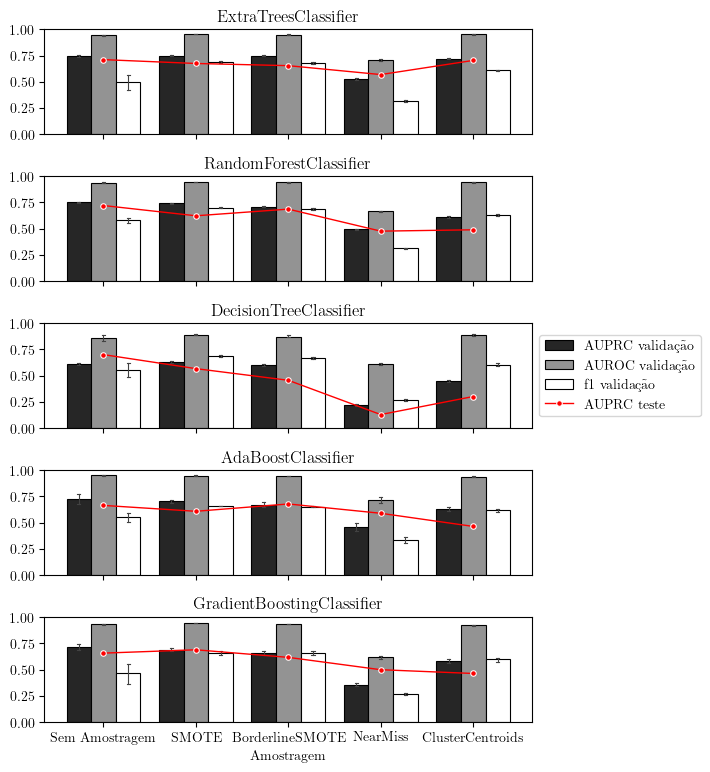 ExtraTreesClassifier
1.00
0.75
0.50
0.25
0.00
RandomForestClassifier
1.00
0.75
0.50
0.25
0.00
DecisionTreeClassifier
1.00
0.75
0.50
0.25
0.00
AUPRC validação
AUROC validação
f1 validação
AUPRC teste
AdaBoostClassifier
1.00
0.75
0.50
0.25
0.00
GradientBoostingClassifier
1.00
0.75
0.50
0.25
0.00
Sem Amostragem SMOTE BorderlineSMOTE NearMiss ClusterCentroids
Amostragem